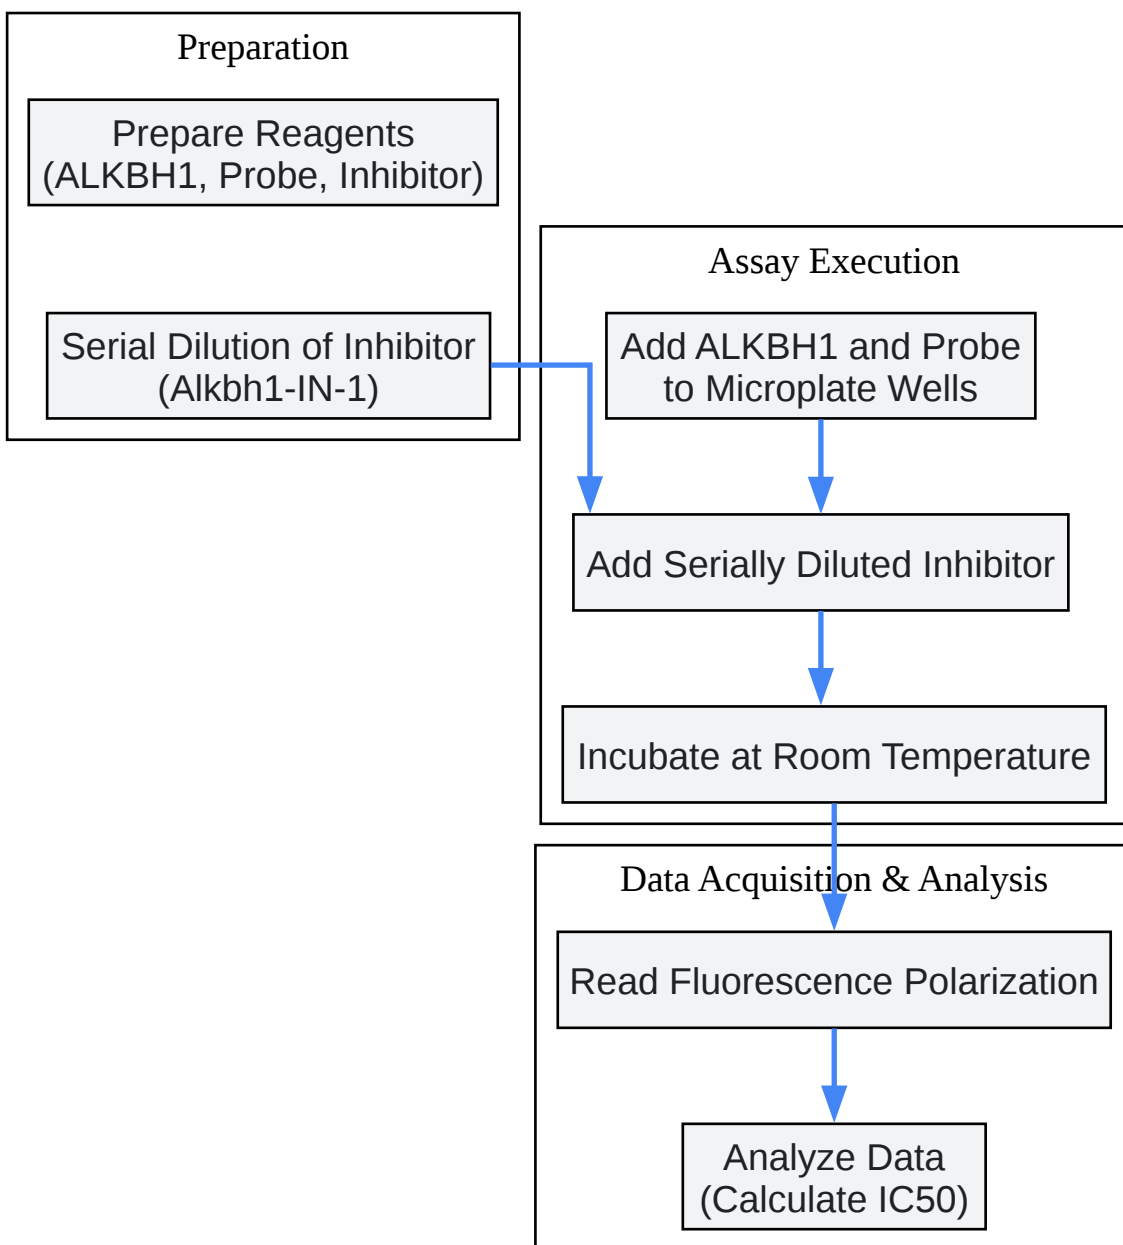 Preparation
Prepare Reagents
(ALKBH1, Probe, Inhibitor)
Serial Dilution of Inhibitor
(Alkbh1-IN-1)
Assay Execution
Add ALKBH1 and Probe
to Microplate Wells
Add Serially Diluted Inhibitor
Incubate at Room Temperature
Data Acquisition & Analysis
Read Fluorescence Polarization
Analyze Data
(Calculate IC50)